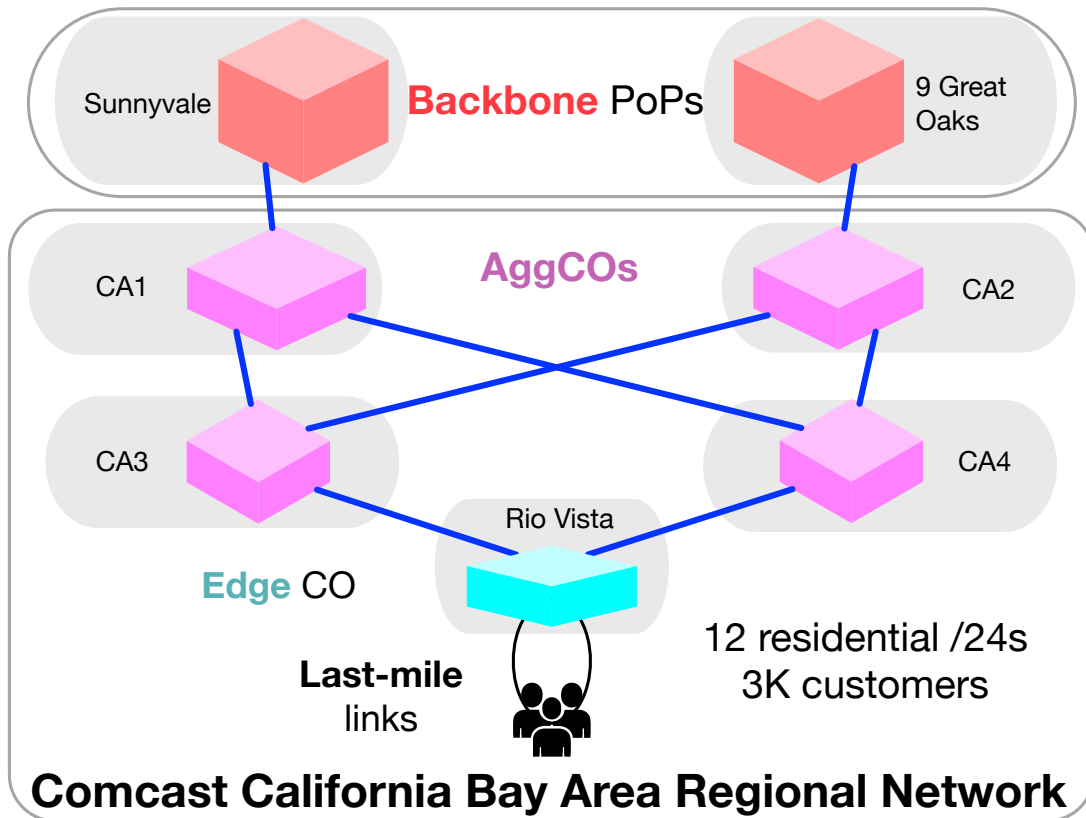 Sunnyvale
Backbone PoPs
9 Great
Oaks
CA1
AggCOs
CA2
CA3
CA4
Rio Vista
Edge CO
12 residential /24s
3K customers
Last-mile
links
Comcast California Bay Area Regional Network